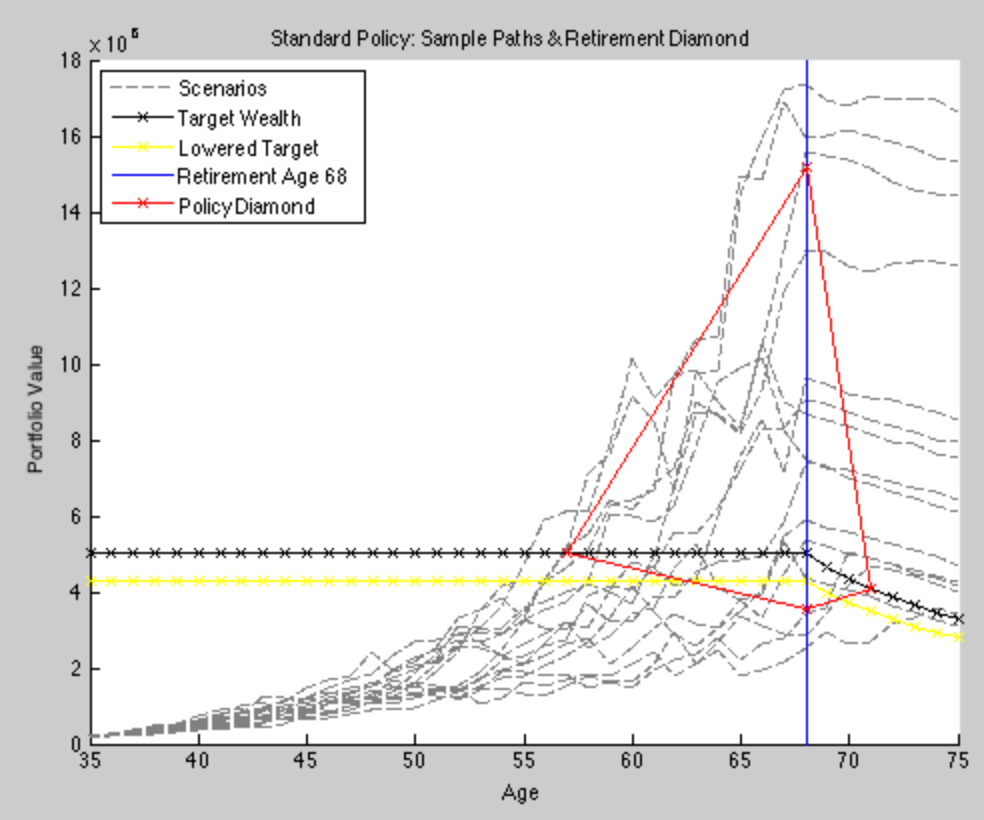 Standard Policy: Sample Paths & Retirement Diamond
x 10^6
18
16
14
12
10
8
6
4
2
0
Scenarios
Target Wealth
Lowered Target
Retirement Age 68
Policy Diamond
Portfolio Value
35 40 45 50 55 60 65 70 75
Age